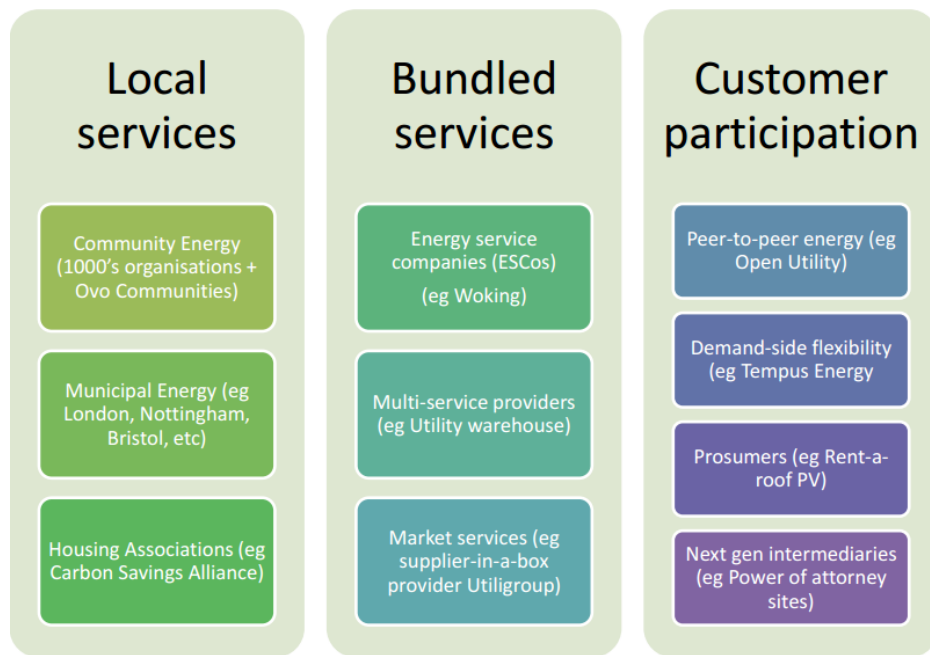 Local
services
Community Energy
(1000's organisations +
Ovo Communities)
Municipal Energy (eg
London, Nottingham,
Bristol, etc)
Housing Associations (eg
Carbon Savings Alliance)
Bundled
services
Energy service
companies (ESCos)
(eg Woking)
Multi-service providers
(eg Utility warehouse)
Market services (eg
supplier-in-a-box
provider Utiligroup)
Customer
participation
Peer-to-peer energy (eg
Open Utility)
Demand-side flexibility
(eg Tempus Energy
Prosumers (eg Rent-a-
roof PV)
Next gen intermediaries
(eg Power of attorney
sites)